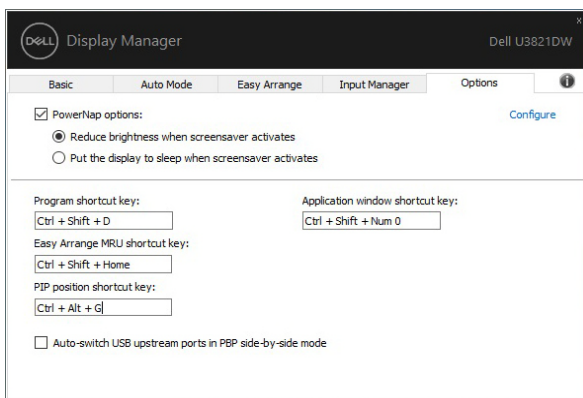 DELL Display Manager
Dell U3821DW
x
Basic Auto Mode Easy Arrange Input Manager Options i
PowerNap options:
Configure
Reduce brightness when screensaver activates
Put the display to sleep when screensaver activates
Program shortcut key:
Ctrl + Shift + D
Application window shortcut key:
Ctrl + Shift + Num 0
Easy Arrange MRU shortcut key:
Ctrl + Shift + Home
PIP position shortcut key:
Ctrl + Alt + G
Auto-switch USB upstream ports in PBP side-by-side mode